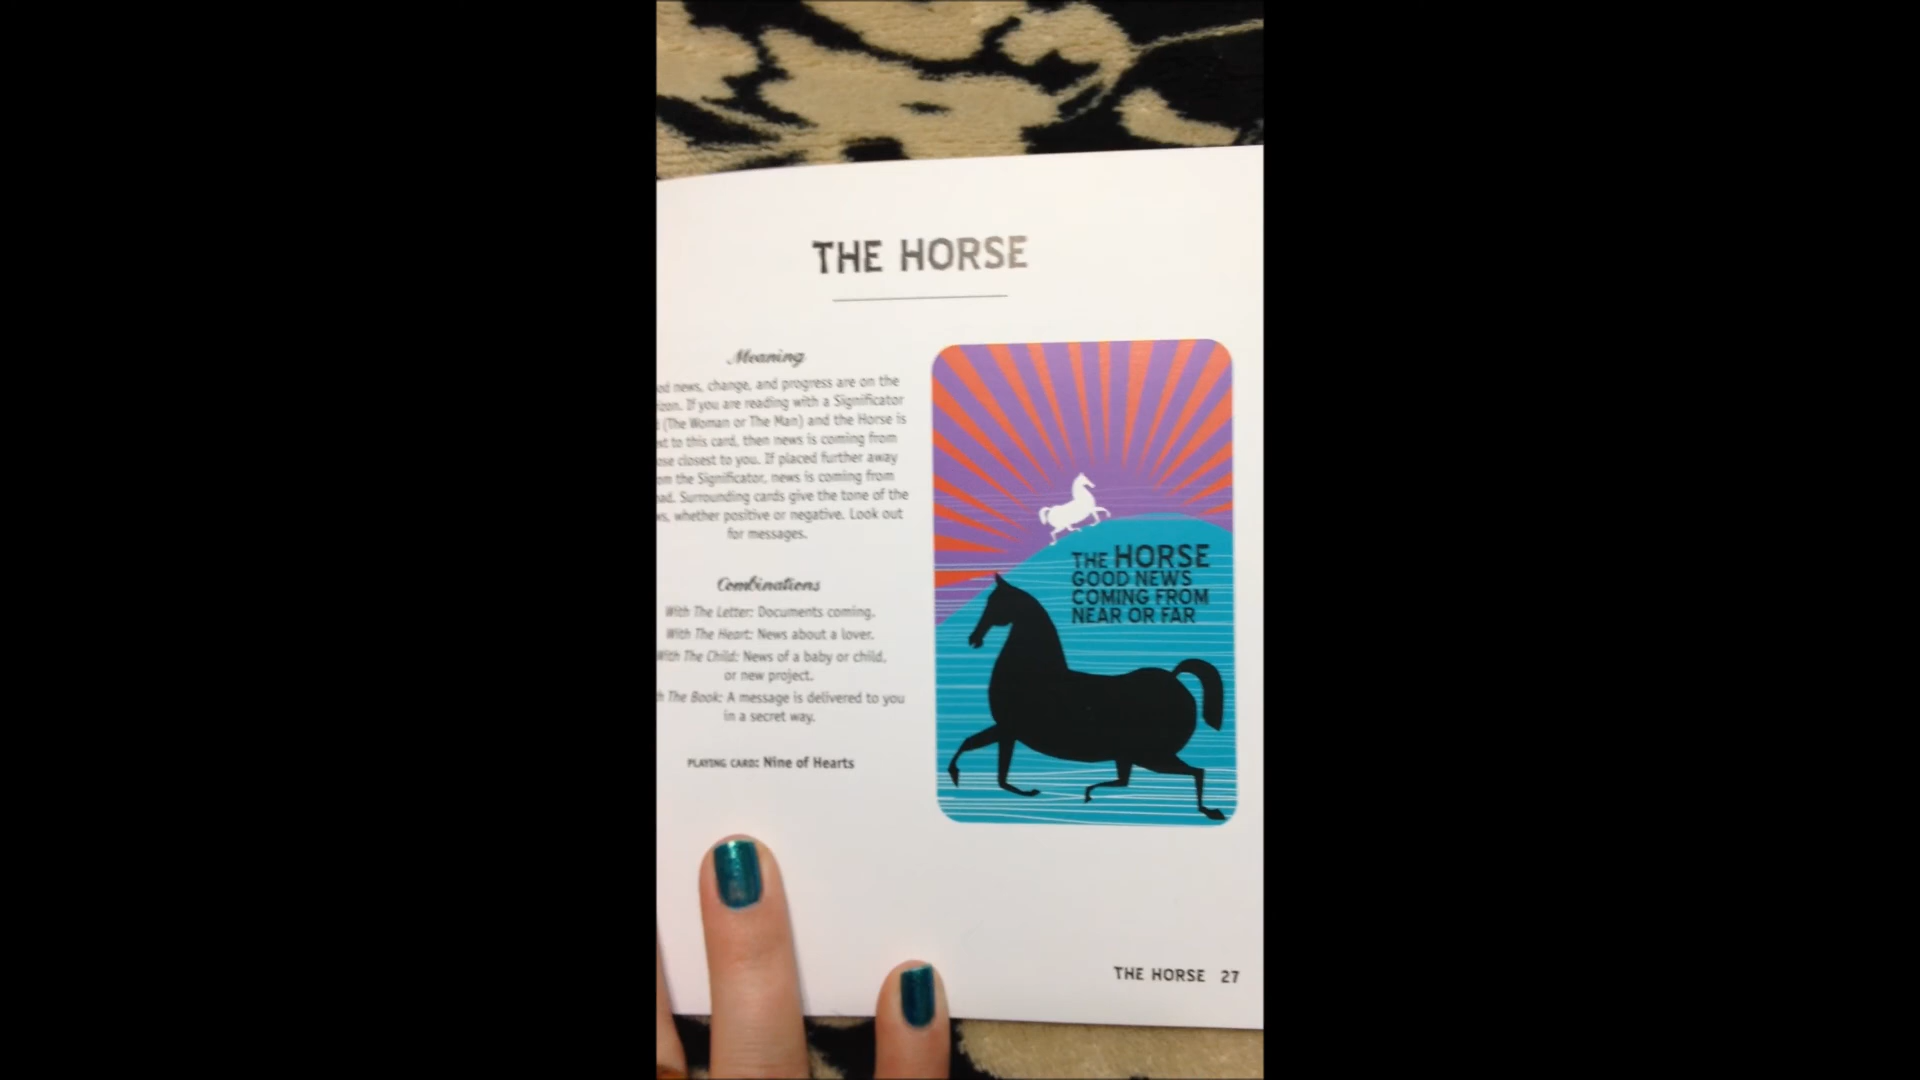 THE HORSE
Meaning
news, change, and progress are on the
If you are reading with a Significator
(The Woman or The Man) and the Horse is
to this card, then news is coming from
closest to you. If placed further away
the Significator, news is coming from
Surrounding cards give the tone of the
whether positive or negative. Look out
for messages.
Combinations
With The Letter: Documents coming.
With The Heart: News about a lover.
With The Child: News of a baby or child,
or new project.
The Book: A message is delivered to you
in a secret way.
PLAYING CARD: Nine of Hearts
THE HORSE
GOOD NEWS
COMING FROM
NEAR OR FAR
THE HORSE 27